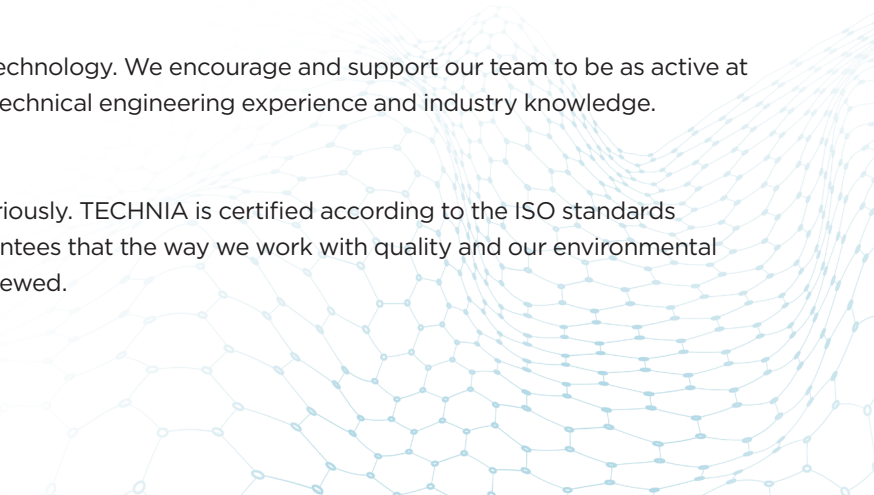 echnology. We encourage and support our team to be as active at
echnical engineering experience and industry knowledge.
riously. TECHNIA is certified according to the ISO standards
ntees that the way we work with quality and our environmental
ewed.